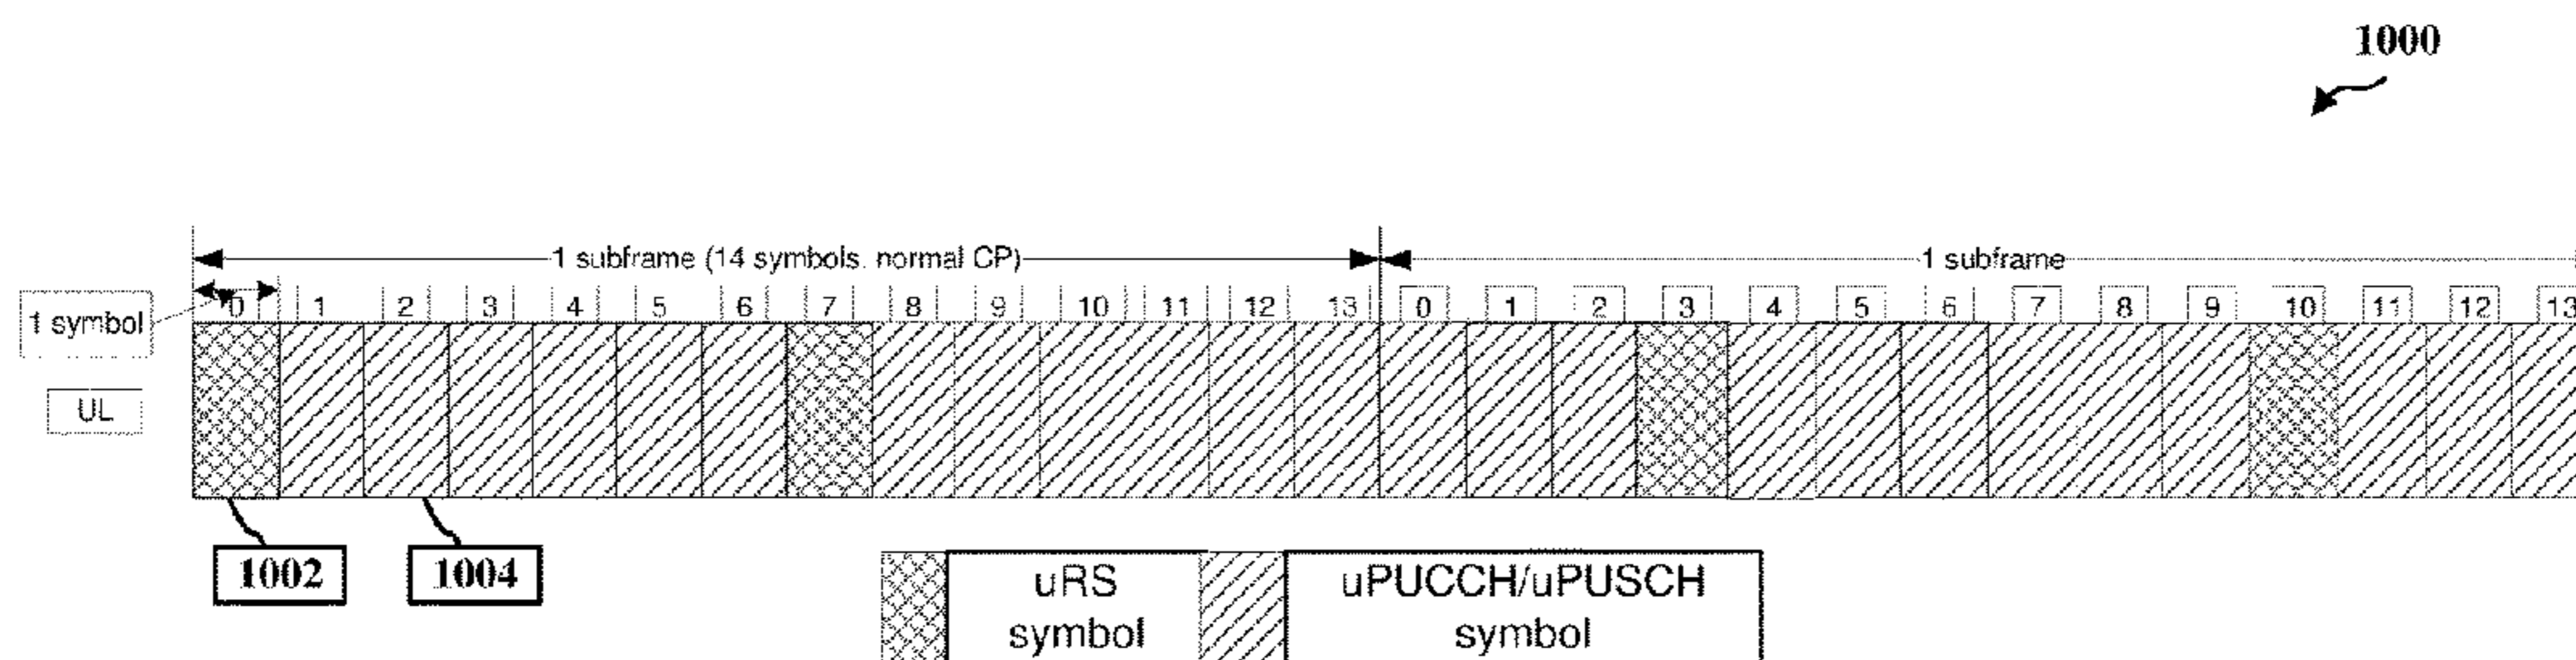 1000
1 subframe (14 symbols, normal CP)
1 subframe
1 symbol
0 1 2 3 4 5 6 7 8 9 10 11 12 13 0 1 2 3 4 5 6 7 8 9 10 11 12 13
UL
1002
1004
uRS
symbol
uPUCCH/uPUSCH
symbol